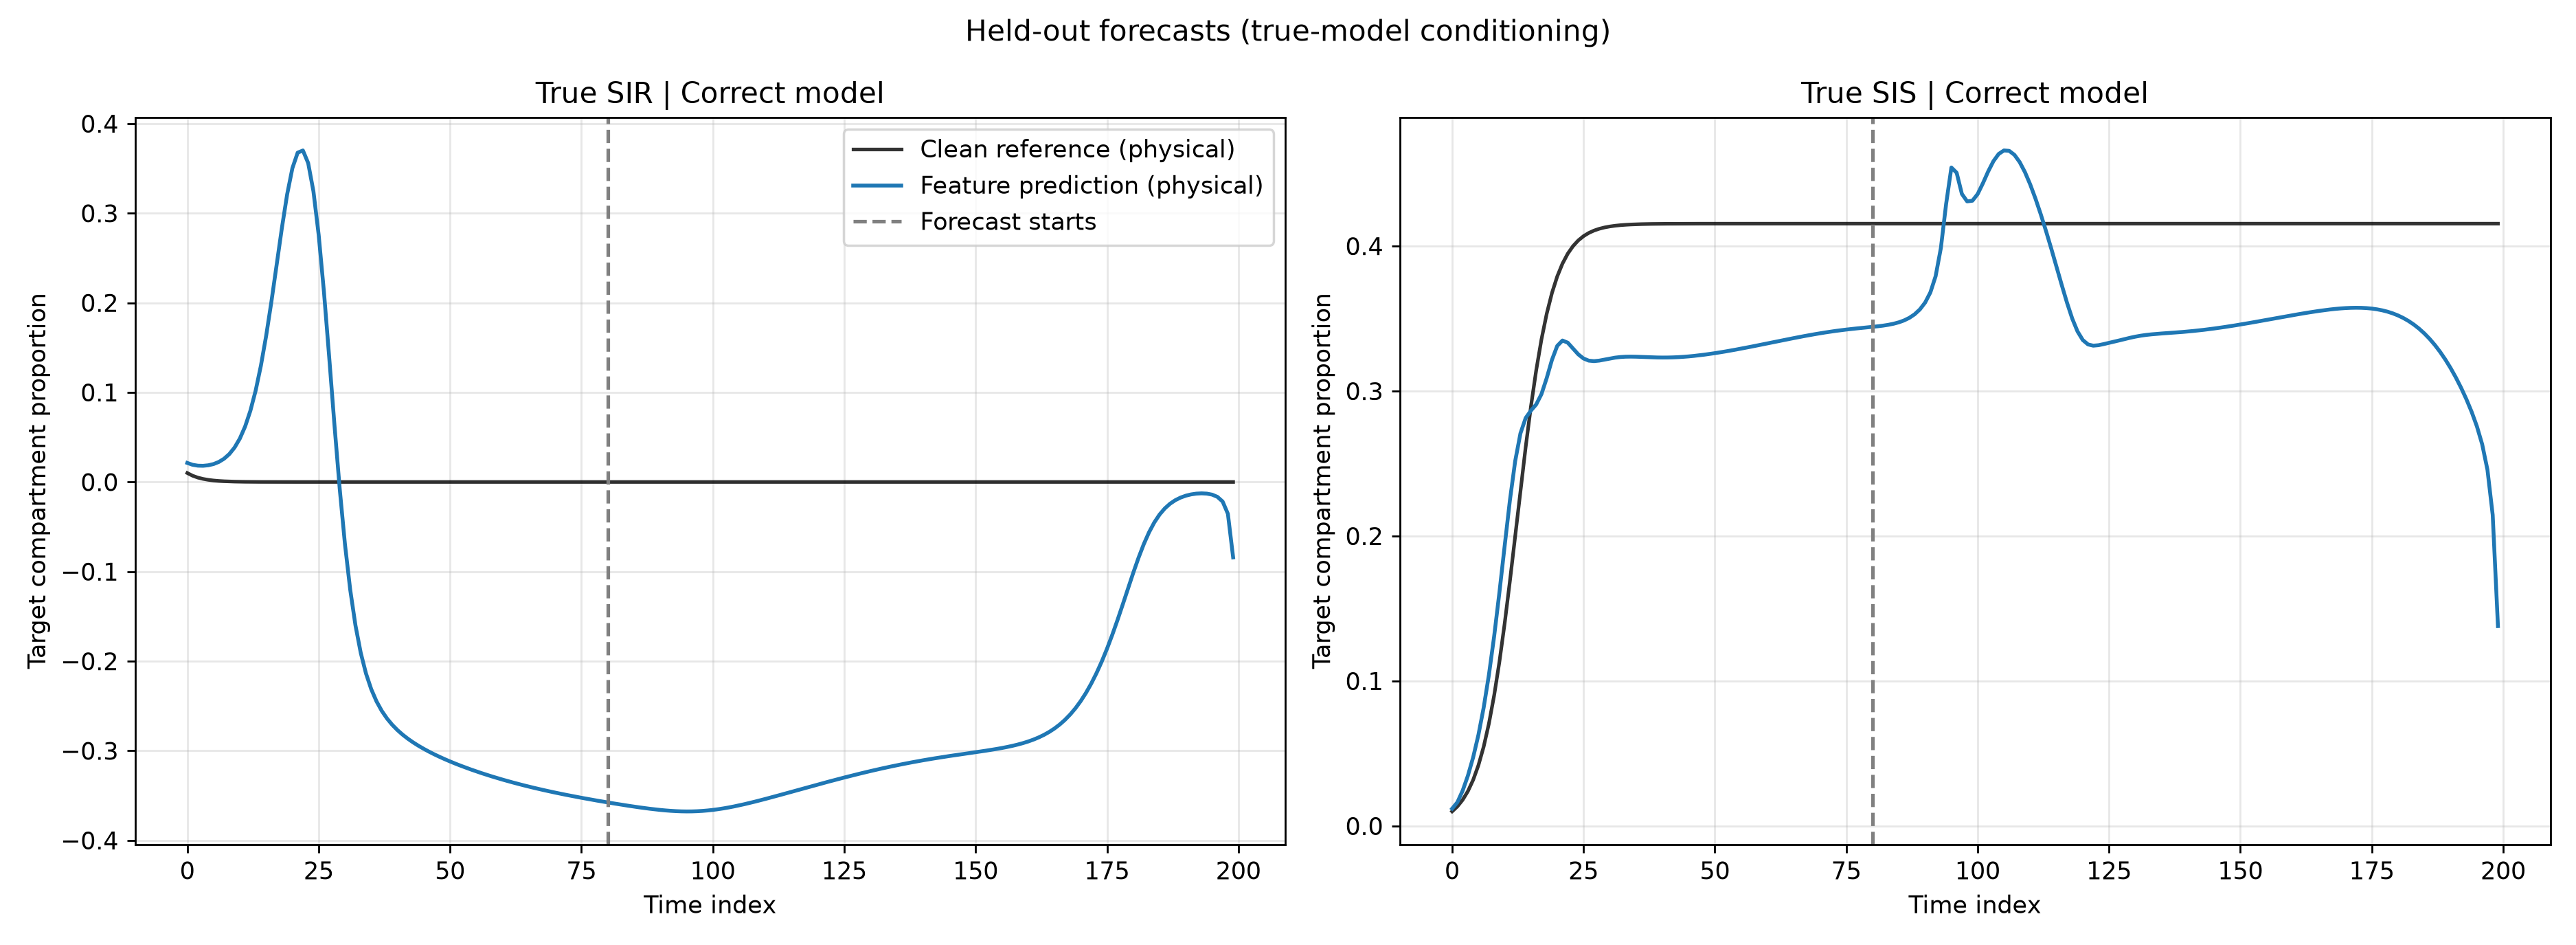 Held-out forecasts (true-model conditioning)
True SIR | Correct model
Target compartment proportion
0.4
0.3
0.2
0.1
0.0
−0.1
−0.2
−0.3
−0.4
Clean reference (physical)
Feature prediction (physical)
Forecast starts
0 25 50 75 100 125 150 175 200
Time index
True SIS | Correct model
Target compartment proportion
0.4
0.3
0.2
0.1
0.0
0 25 50 75 100 125 150 175 200
Time index